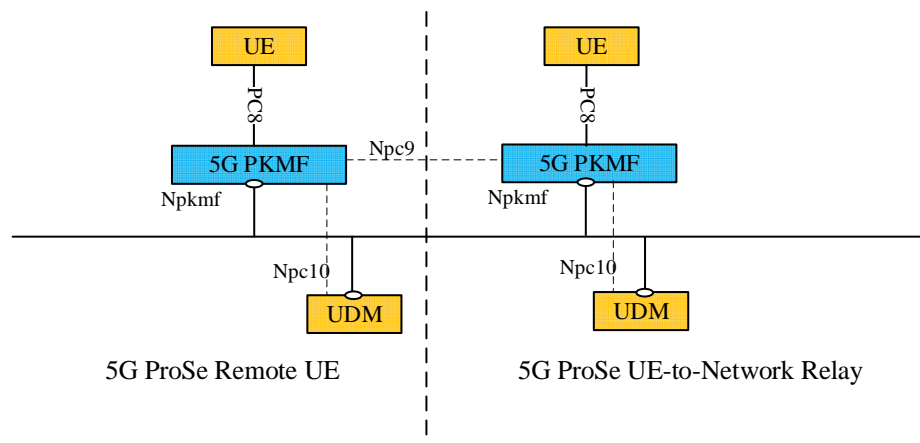 UE
UE
PC8
PC8
5G PKMF
Npc9
5G PKMF
Npkmf
Npkmf
Npc10
Npc10
UDM
UDM
5G ProSe Remote UE
5G ProSe UE-to-Network Relay